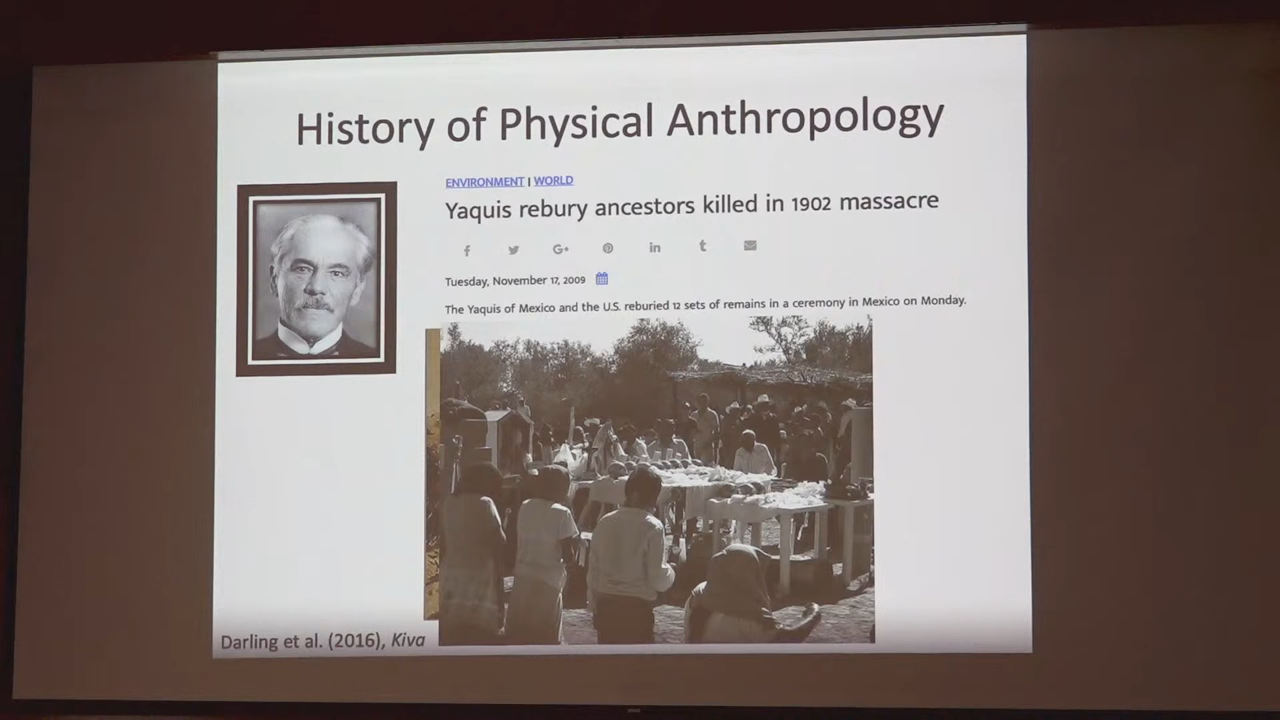 History of Physical Anthropology
ENVIRONMENT | WORLD
Yaquis rebury ancestors killed in 1902 massacre
Tuesday, November 17, 2009
The Yaquis of Mexico and the U.S. reburied 12 sets of remains in a ceremony in Mexico on Monday.
Darling et al. (2016), Kiva